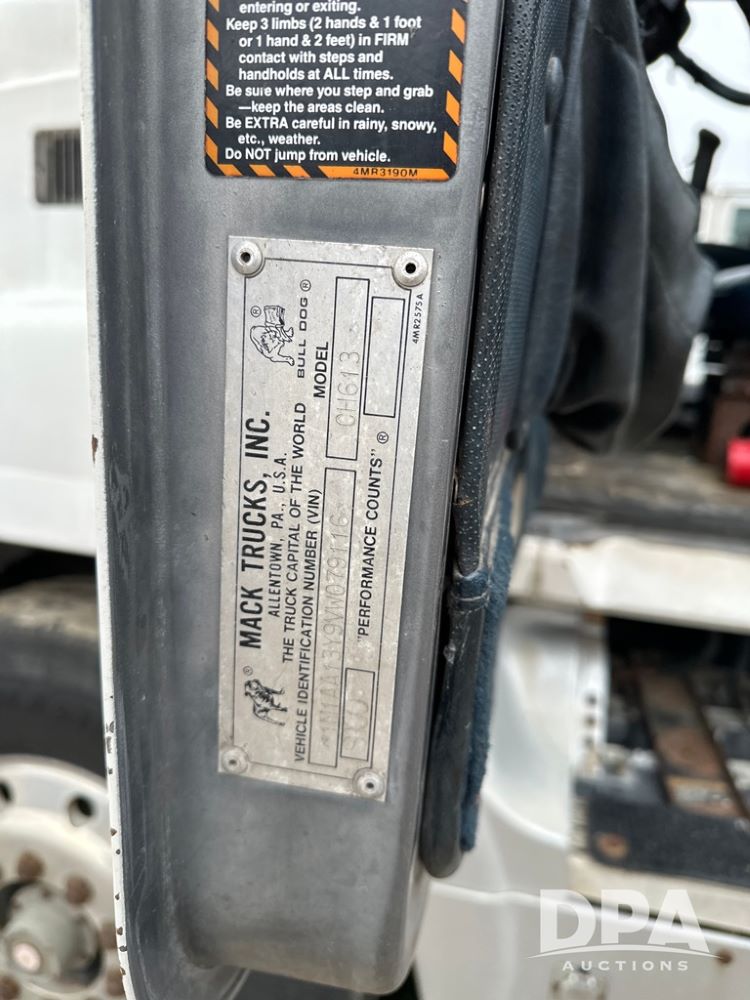 entering or exiting.
Keep 3 limbs (2 hands & 1 foot
or 1 hand & 2 feet) in FIRM
contact with steps and
handholds at ALL times.
Be sure where you step and grab
—keep the areas clean.
Be EXTRA careful in rainy, snowy,
etc., weather.
Do NOT jump from vehicle.
4MR3190M
MACK TRUCKS, INC.
ALLENTOWN, PA., U.S.A.
THE TRUCK CAPITAL OF THE WORLD
BULL DOG ®
VEHICLE IDENTIFICATION NUMBER (VIN)
MODEL
CH613
"PERFORMANCE COUNTS" ®
4MR2575A
DPA
AUCTIONS